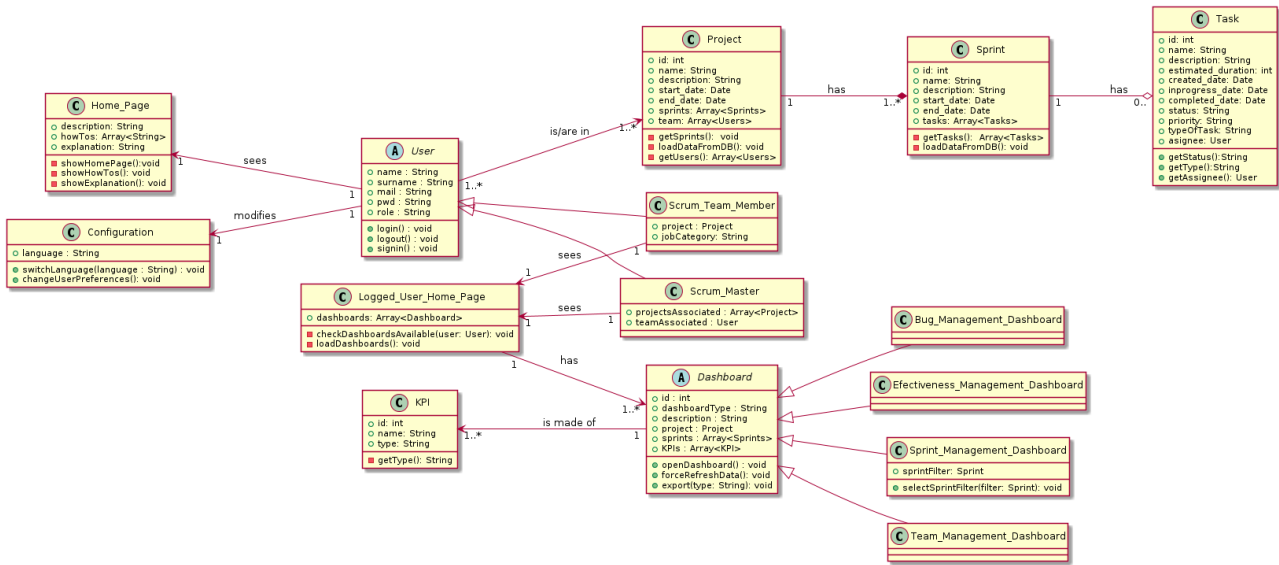 C Task
id: int
name: String
description: String
estimated_duration: int
created_date: Date
inprogress_date: Date
completed_date: Date
status: String
priority: String
typeOfTask: String
asignee: User
getStatus():String
getType():String
getAssignee(): User
C Project
id: int
name: String
description: String
start_date: Date
end_date: Date
sprints: Array<Sprints>
team: Array<Users>
getSprints(): void
loadDataFromDB(): void
getUsers(): Array<Users>
has
1
1..*
C Sprint
id: int
name: String
description: String
start_date: Date
end_date: Date
tasks: Array<Tasks>
getTasks(): Array<Tasks>
loadDataFromDB(): void
has
1
0..
C Home_Page
description: String
howTos: Array<String>
explanation: String
showHomePage():void
showHowTos(): void
showExplanation(): void
sees
1
1
is/are in
1..*
1..*
A User
name : String
surname : String
mail : String
pwd : String
role : String
login() : void
logout() : void
signin() : void
modifies
1
1
C Configuration
language : String
switchLanguage(language : String) : void
changeUserPreferences(): void
C Scrum_Team_Member
project : Project
jobCategory: String
sees
1
1
C Logged_User_Home_Page
dashboards: Array<Dashboard>
checkDashboardsAvailable(user: User): void
loadDashboards(): void
sees
1
1
C Scrum_Master
projectsAssociated : Array<Project>
teamAssociated : User
has
1
1..*
C KPI
id: int
name: String
type: String
getType(): String
is made of
1..*
1
A Dashboard
id : int
dashboardType : String
description : String
project : Project
sprints : Array<Sprints>
KPIs : Array<KPI>
openDashboard() : void
forceRefreshData(): void
export(type: String): void
C Bug_Management_Dashboard
C Efectiveness_Management_Dashboard
C Sprint_Management_Dashboard
sprintFilter: Sprint
selectSprintFilter(filter: Sprint): void
C Team_Management_Dashboard